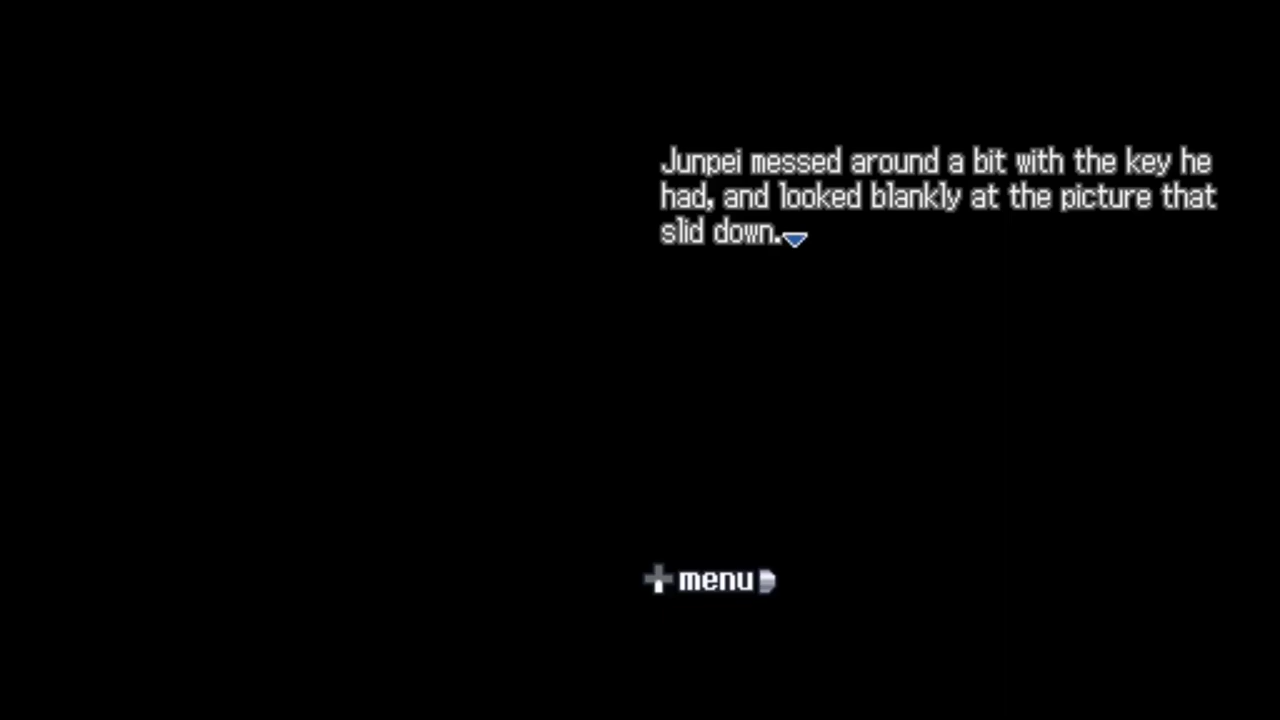 Junpei messed around a bit with the key he
had, and looked blankly at the picture that
slid down.
menu